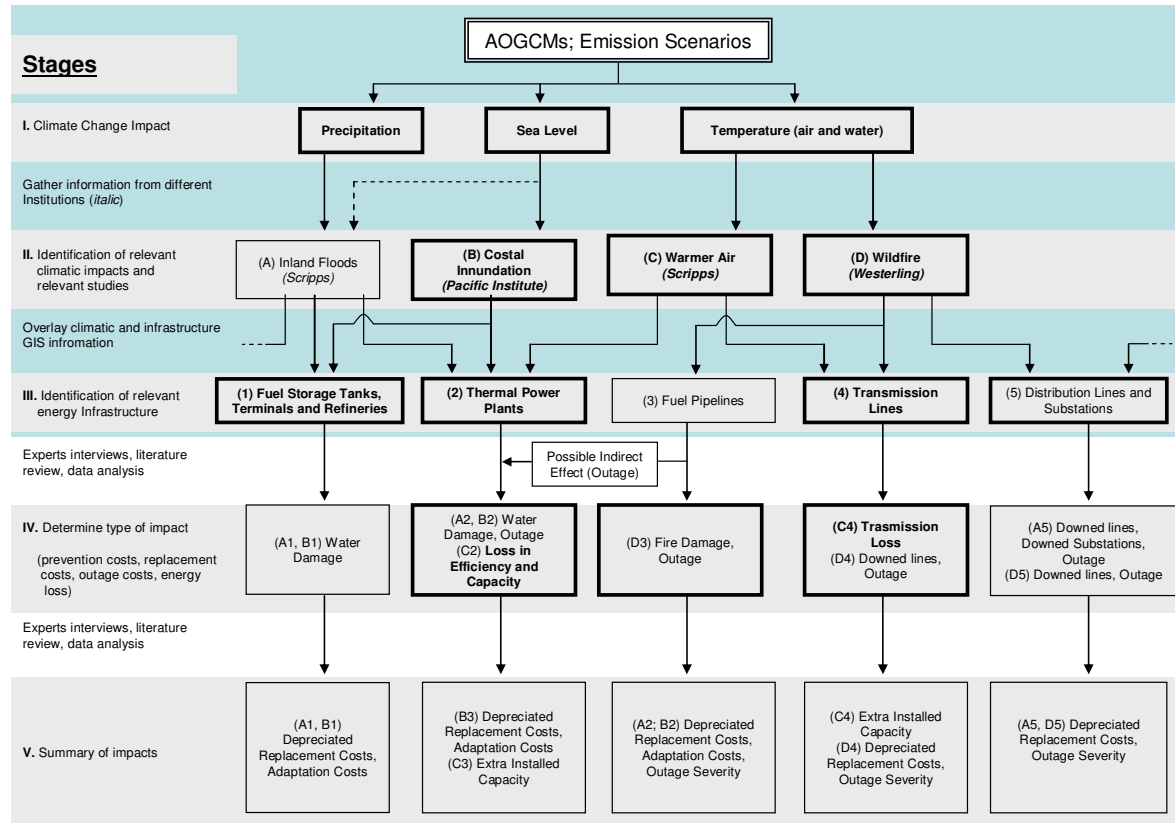 AOGCMs; Emission Scenarios
Stages
I. Climate Change Impact
Precipitation
Sea Level
Temperature (air and water)
Gather information from different
Institutions (italic)
II. Identification of relevant
climatic impacts and
relevant studies
(A) Inland Floods
(Scripps)
(B) Costal
Innundation
(Pacific Institute)
(C) Warmer Air
(Scripps)
(D) Wildfire
(Westerling)
Overlay climatic and infrastructure
GIS infromation
III. Identification of relevant
energy Infrastructure
(1) Fuel Storage Tanks,
Terminals and Refineries
(2) Thermal Power
Plants
(3) Fuel Pipelines
(4) Transmission
Lines
(5) Distribution Lines and
Substations
Experts interviews, literature
review, data analysis
Possible Indirect
Effect (Outage)
IV. Determine type of impact
(prevention costs, replacement
costs, outage costs, energy
loss)
(A1, B1) Water
Damage
(A2, B2) Water
Damage, Outage
(C2) Loss in
Efficiency and
Capacity
(D3) Fire Damage,
Outage
(C4) Trasmission
Loss
(D4) Downed lines,
Outage
(A5) Downed lines,
Downed Substations,
Outage
(D5) Downed lines, Outage
Experts interviews, literature
review, data analysis
V. Summary of impacts
(A1, B1)
Depreciated
Replacement Costs,
Adaptation Costs
(B3) Depreciated
Replacement Costs,
Adaptation Costs
(C3) Extra Installed
Capacity
(A2; B2) Depreciated
Replacement Costs,
Adaptation Costs,
Outage Severity
(C4) Extra Installed
Capacity
(D4) Depreciated
Replacement Costs,
Outage Severity
(A5, D5) Depreciated
Replacement Costs,
Outage Severity